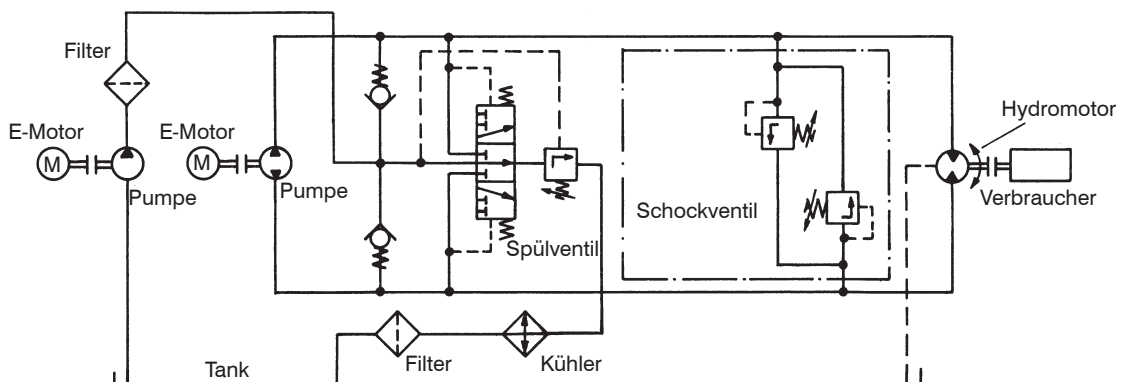 Filter
E-Motor
M
Pumpe
E-Motor
M
Pumpe
Spülventil
Schockventil
Hydromotor
Verbraucher
Filter
Kühler
Tank